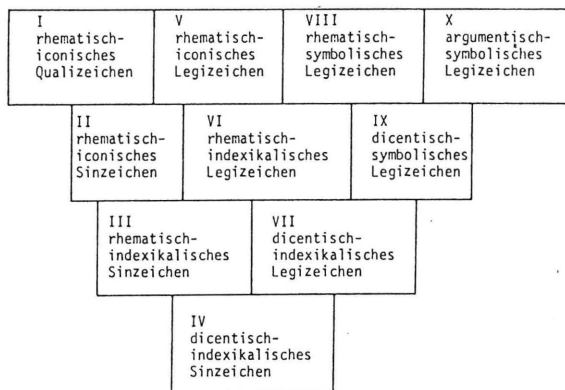 I
rhematisch-
iconisches
Qualizeichen
V
rhematisch-
iconisches
Legizeichen
VIII
rhematisch-
symbolisches
Legizeichen
X
argumentisch-
symbolisches
Legizeichen
II
rhematisch-
iconisches
Sinzeichen
VI
rhematisch-
indexikalisches
Legizeichen
IX
dicentisch-
symbolisches
Legizeichen
III
rhematisch-
indexikalisches
Sinzeichen
VII
dicentisch-
indexikalisches
Legizeichen
IV
dicentisch-
indexikalisches
Sinzeichen